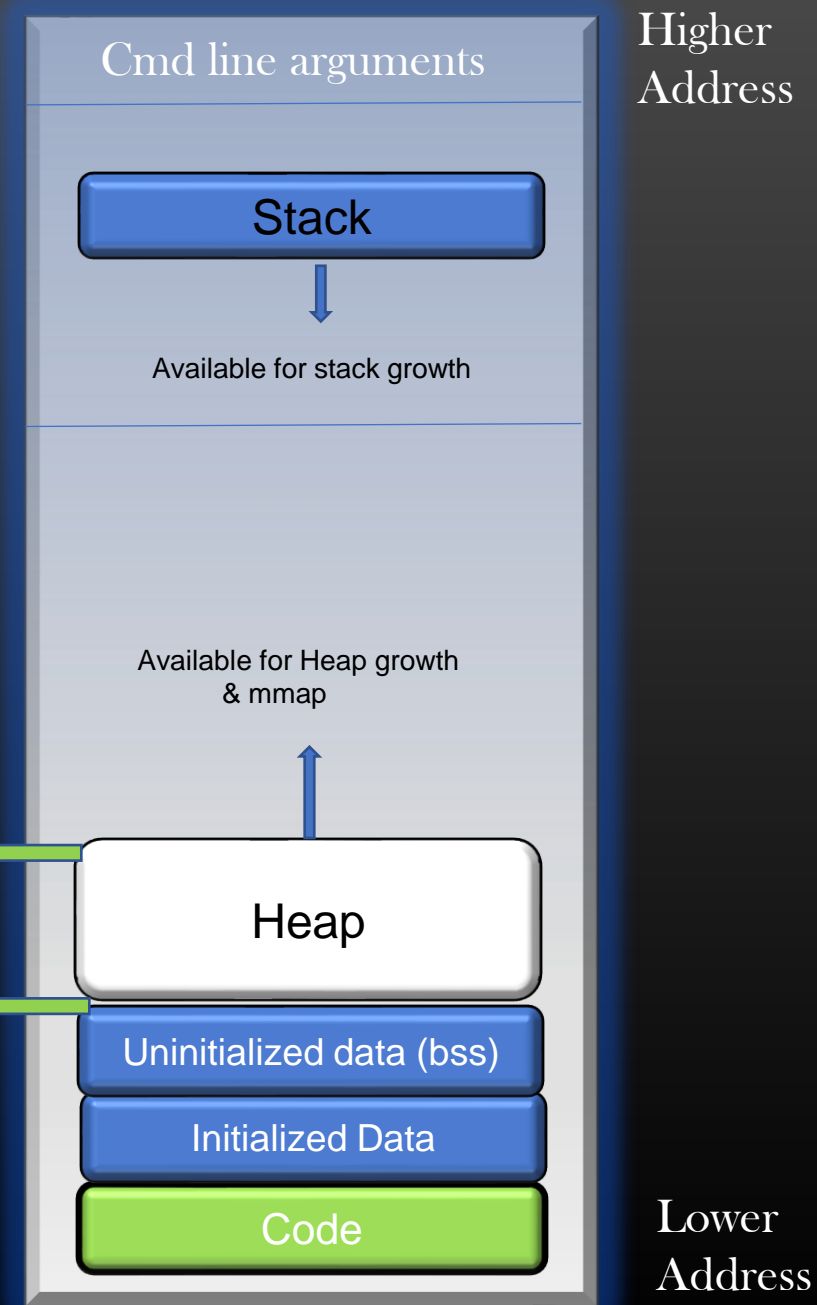 Higher
Address
Cmd line arguments
Stack
Available for stack growth
Available for Heap growth
& mmap
Heap
Uninitialized data (bss)
Initialized Data
Code
Lower
Address